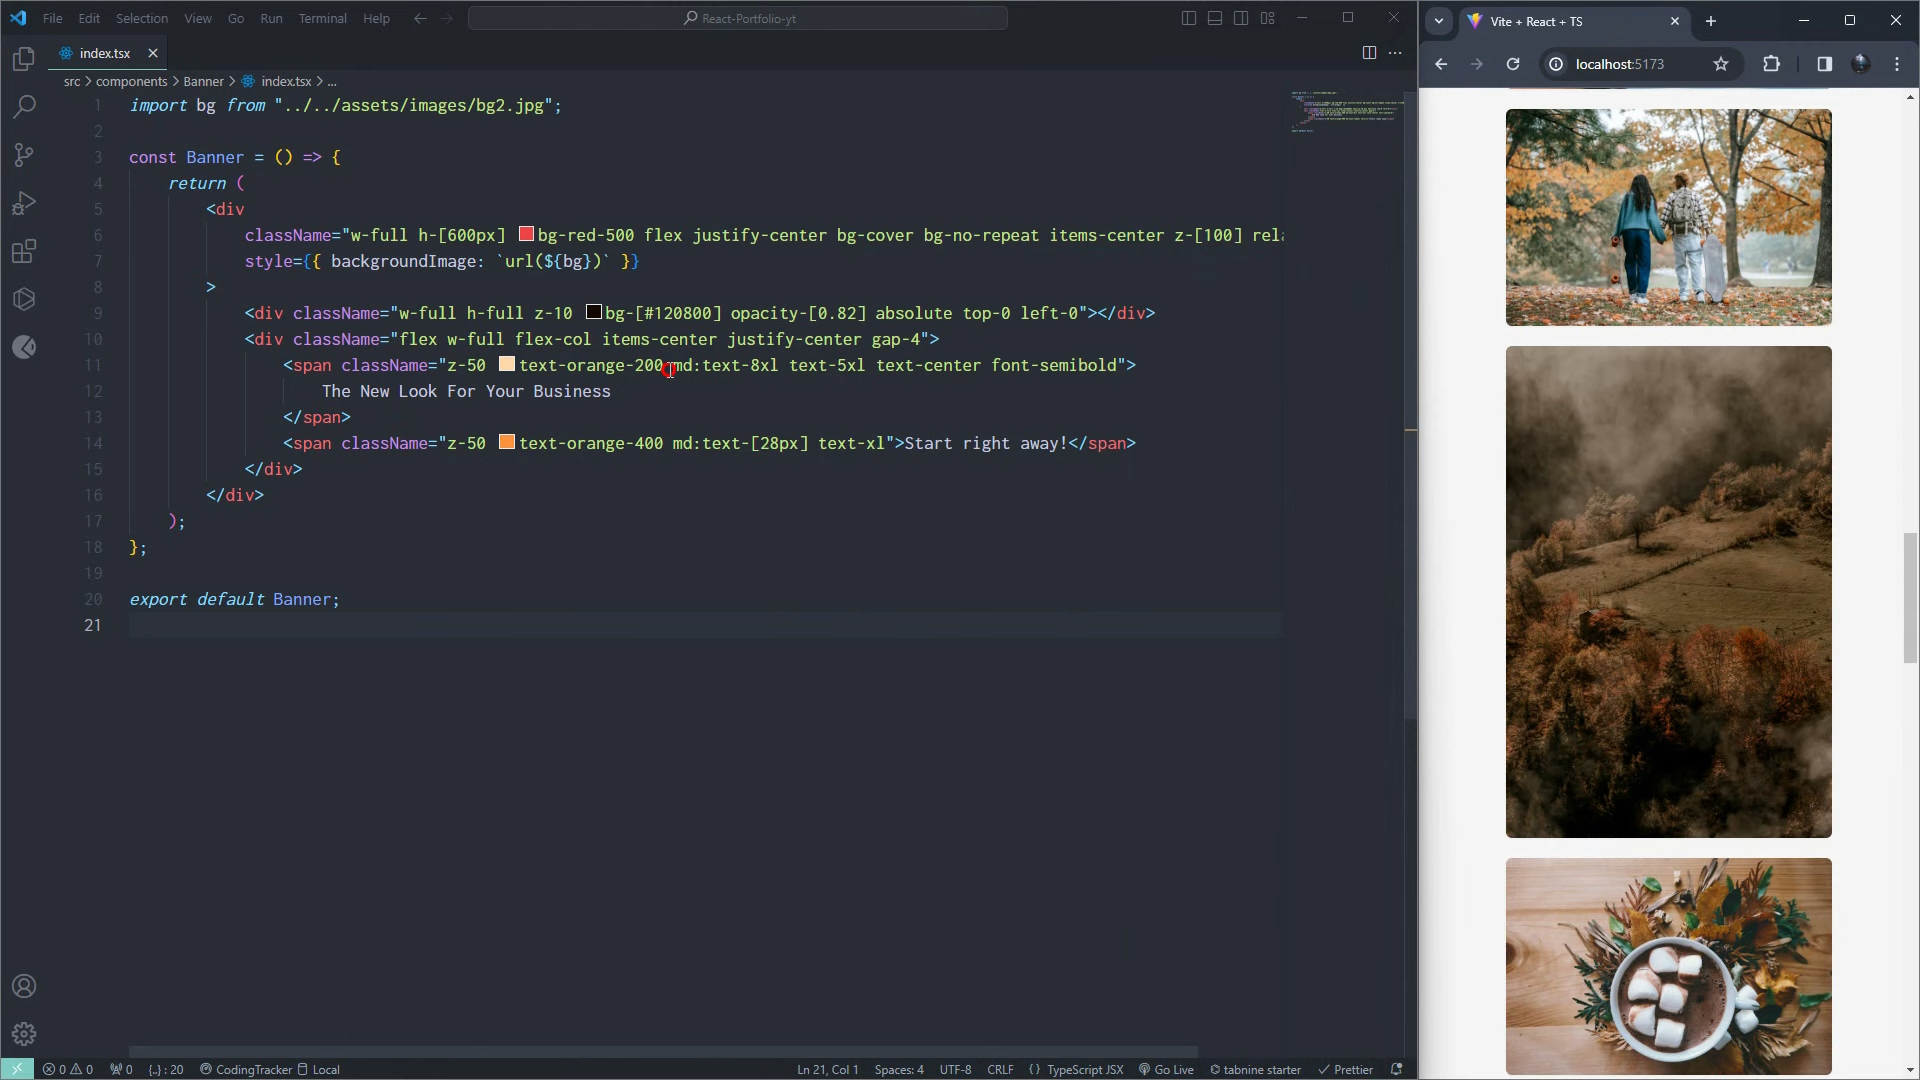 File Edit Selection View Go Run Terminal Help
React-Portfolio-yt
index.tsx
src > components > Banner > index.tsx > ...
1 import bg from "../../assets/images/bg2.jpg";
2
3 const Banner = () => {
4 return (
5 <div
6 className="w-full h-[600px] bg-red-500 flex justify-center bg-cover bg-no-repeat items-center z-[100] rela
7 style={{ backgroundImage: `url(${bg})` }}
8 >
9 <div className="w-full h-full z-10 bg-[#120800] opacity-[0.82] absolute top-0 left-0"></div>
10 <div className="flex w-full flex-col items-center justify-center gap-4">
11 <span className="z-50 text-orange-200 md:text-8xl text-5xl text-center font-semibold">
12 The New Look For Your Business
13 </span>
14 <span className="z-50 text-orange-400 md:text-[28px] text-xl">Start right away!</span>
15 </div>
16 </div>
17 );
18 };
19
20 export default Banner;
21
0 0 0 {..} : 20 CodingTracker Local
Ln 21, Col 1 Spaces: 4 UTF-8 CRLF {} TypeScript JSX Go Live tabnine starter Prettier
Vite + React + TS
localhost:5173